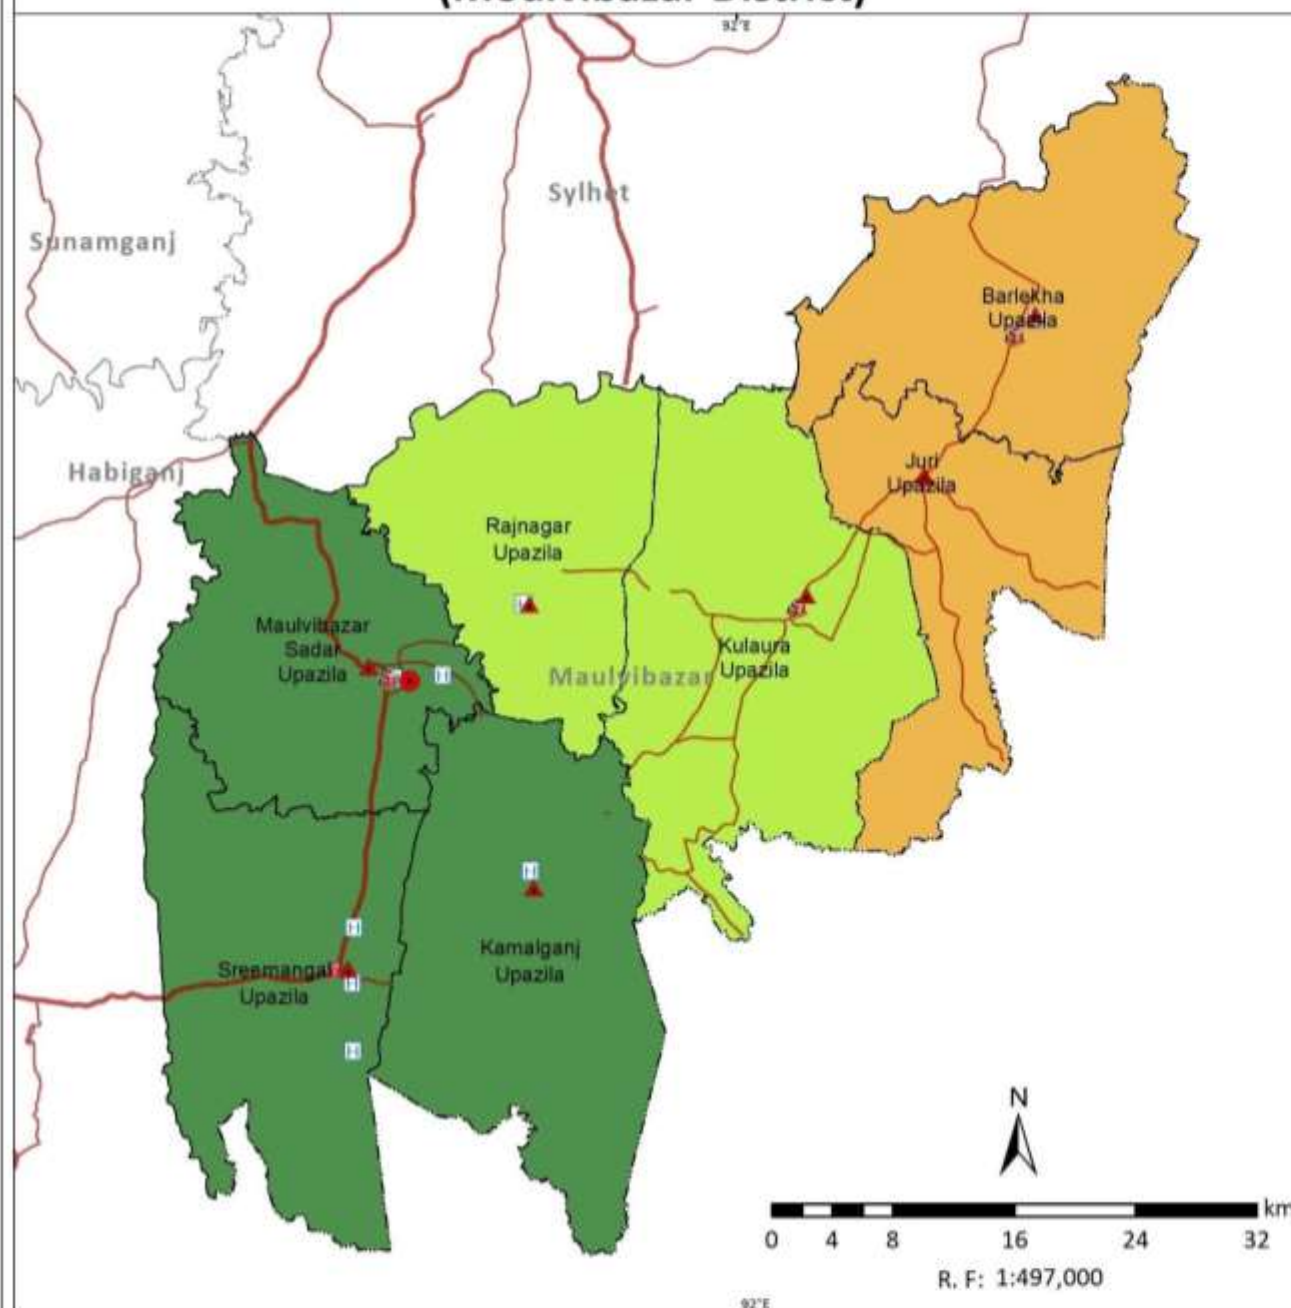 92°E
Sylhet
Sunamganj
Barlekha
Upazila
Habiganj
Juri
Upazila
Rajnagar
Upazila
Maulvibazar
Sadar
Upazila
Kulaura
Upazila
Maulvibazar
H
H
Kamalganj
Upazila
H
Sreemangal
Upazila
H
H
N
km
0 4 8 16 24 32
R. F: 1:497,000
92°E